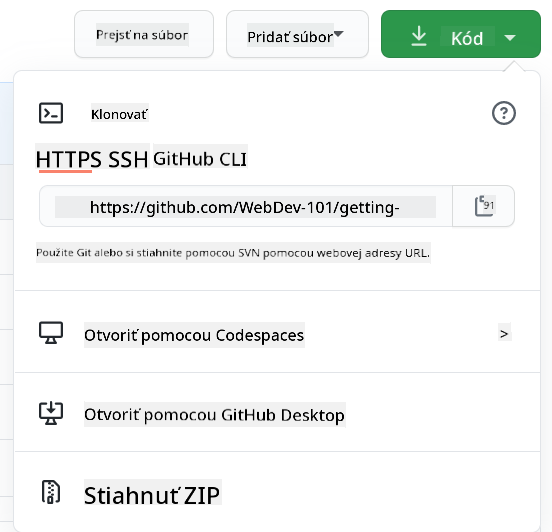 Prejsť na súbor Pridať súbor Kód
Klonovať
HTTPS SSH GitHub CLI
https://github.com/WebDev-101/getting- 91
Použite Git alebo si stiahnite pomocou SVN pomocou webovej adresy URL.
Otvoriť pomocou Codespaces >
Otvoriť pomocou GitHub Desktop
Stiahnuť ZIP